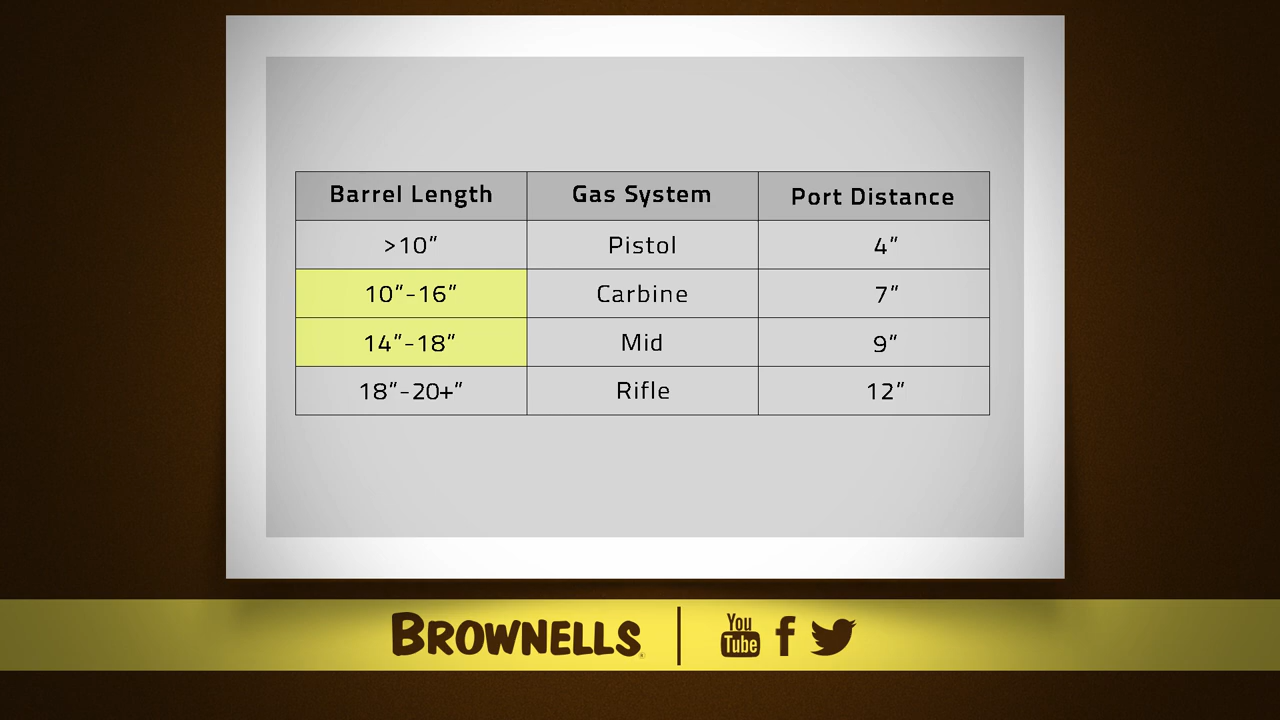 Barrel Length Gas System Port Distance
>10" Pistol 4"
10"-16" Carbine 7"
14"-18" Mid 9"
18"-20+" Rifle 12"
BROWNELLS. You Tube f